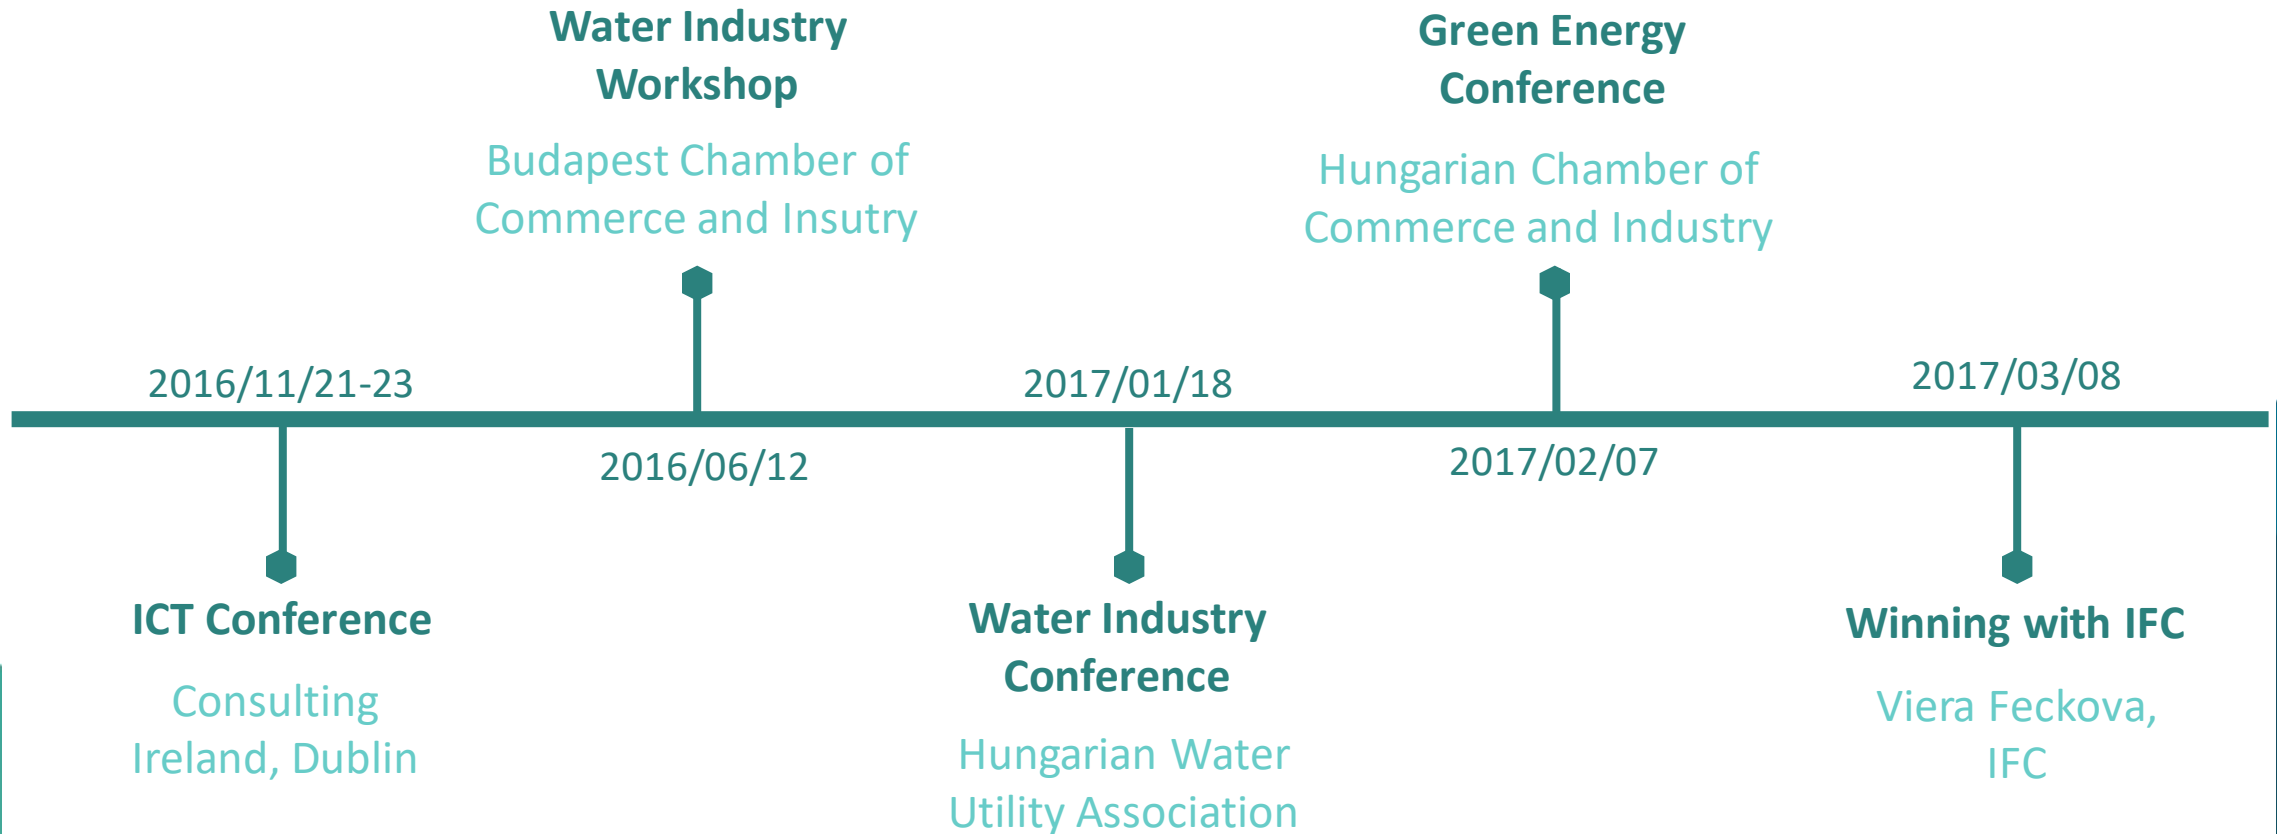 Water Industry
Workshop
Budapest Chamber of
Commerce and Insutry
Green Energy
Conference
Hungarian Chamber of
Commerce and Industry
2016/11/21-23
2016/06/12
2017/01/18
2017/02/07
2017/03/08
ICT Conference
Consulting
Ireland, Dublin
Water Industry
Conference
Hungarian Water
Utility Association
Winning with IFC
Viera Feckova,
IFC